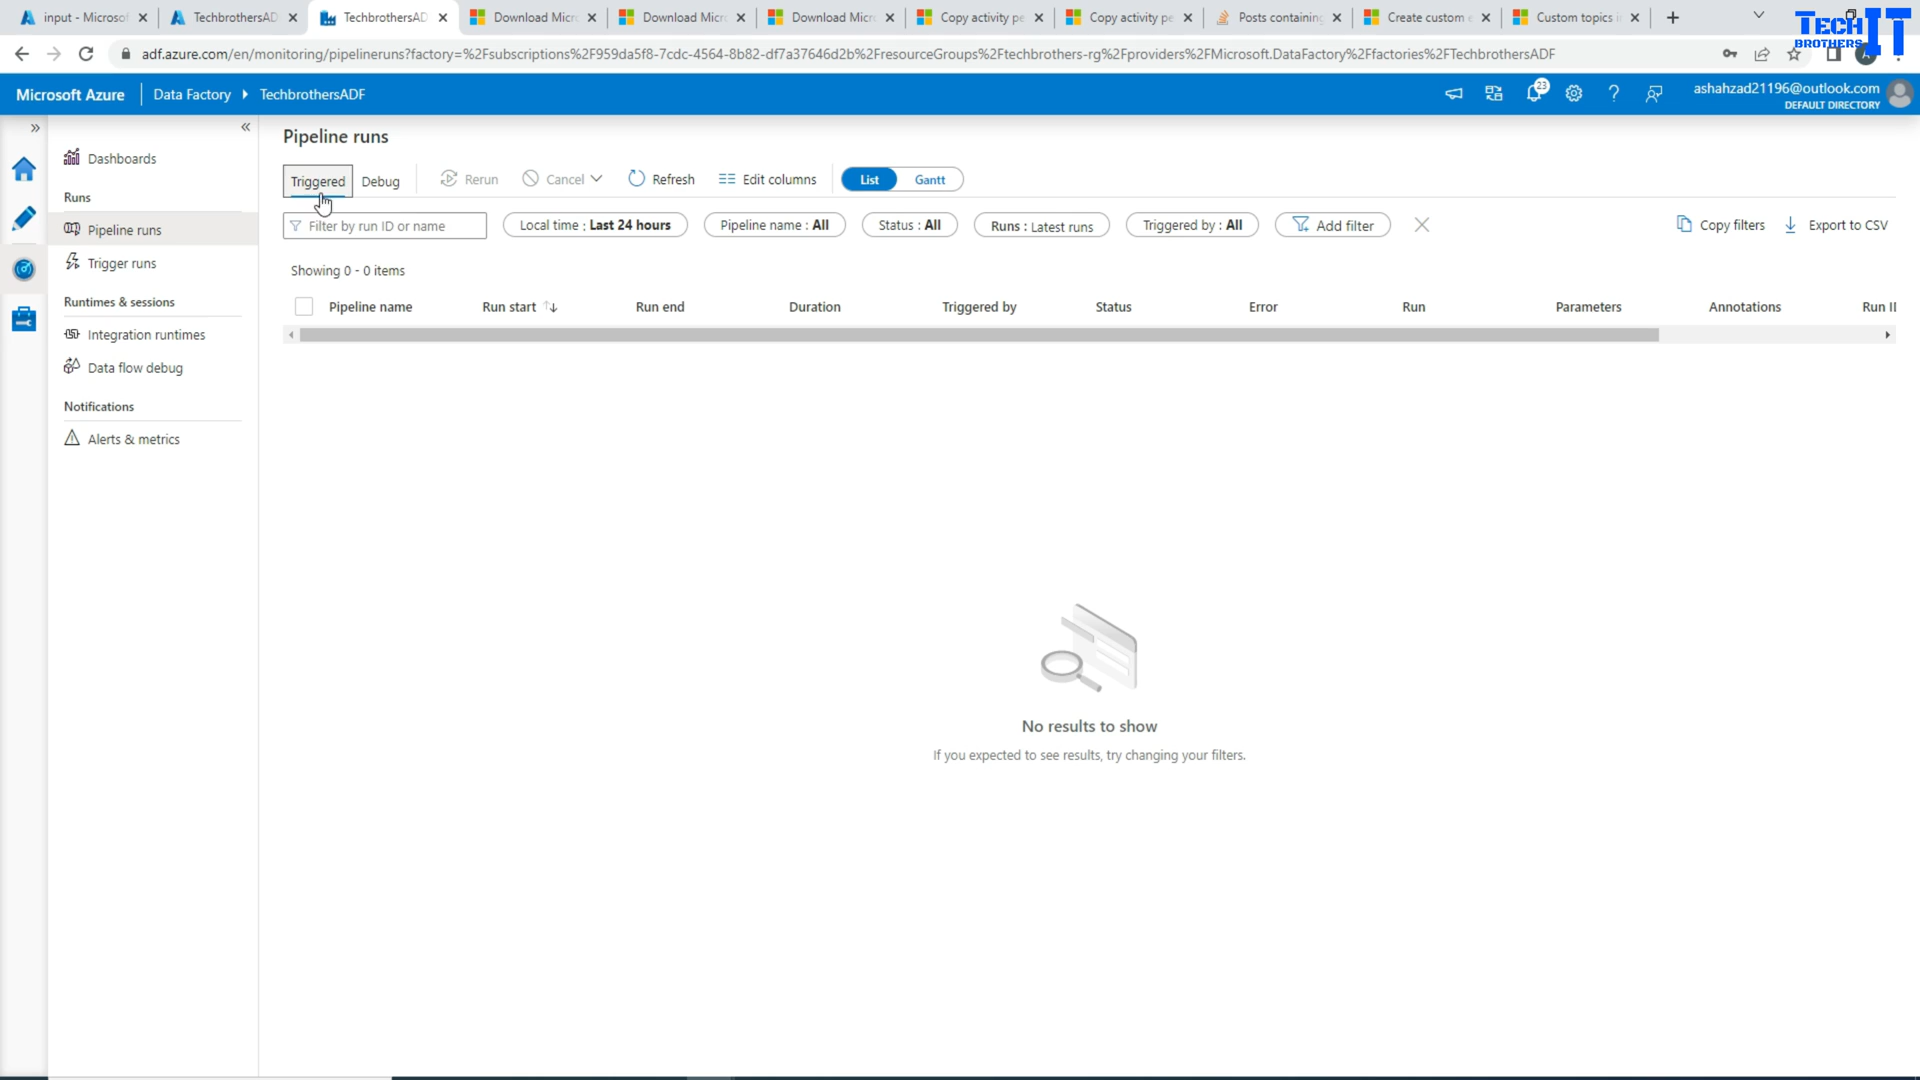 input - Microsof
TechbrothersAD
TechbrothersAD
Download Micro
Download Micro
Download Micro
Copy activity pe
Copy activity pe
Posts containing
Create custom e
Custom topics in
TECH IT
BROTHERS
adf.azure.com/en/monitoring/pipelineruns?factory=%2Fsubscriptions%2F959da5f8-7cdc-4564-8b82-df7a37646d2b%2FresourceGroups%2Ftechbrothers-rg%2Fproviders%2FMicrosoft.DataFactory%2Ffactories%2FTechbrothersADF
Microsoft Azure
Data Factory
TechbrothersADF
23
ashahzad21196@outlook.com
DEFAULT DIRECTORY
Dashboards
Runs
Pipeline runs
Trigger runs
Runtimes & sessions
Integration runtimes
Data flow debug
Notifications
Alerts & metrics
Pipeline runs
Triggered
Debug
Rerun
Cancel
Refresh
Edit columns
List
Gantt
Filter by run ID or name
Local time : Last 24 hours
Pipeline name : All
Status : All
Runs : Latest runs
Triggered by : All
Add filter
Copy filters
Export to CSV
Showing 0 - 0 items
Pipeline name
Run start
Run end
Duration
Triggered by
Status
Error
Run
Parameters
Annotations
Run II
No results to show
If you expected to see results, try changing your filters.